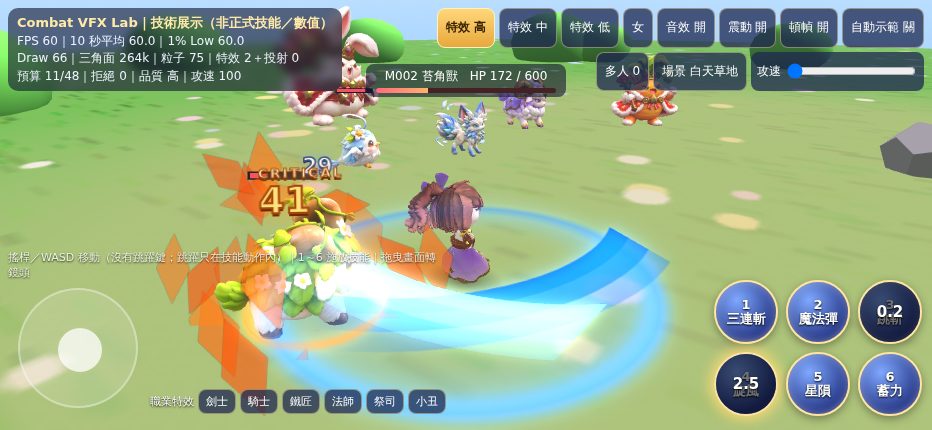 Combat VFX Lab｜技術展示（非正式技能／數值）
FPS 60｜10 秒平均 60.0｜1% Low 60.0
Draw 66｜三角面 264k｜粒子 75｜特效 2＋投射 0
預算 11/48｜拒絕 0｜品質 高｜攻速 100
特效 高
特效 中
特效 低
女
音效 開
震動 開
頓幀 開
自動示範 關
M002 苔角獸 HP 172 / 600
多人 0
場景 白天草地
攻速
29
CRITICAL
41
搖桿／WASD 移動（沒有跳躍鍵；跳躍只在技能動作內）｜1～6 施放技能｜拖曳畫面轉
鏡頭
1
三連斬
2
魔法彈
3
0.2
跳斬
4
2.5
旋風
5
星隕
6
蓄力
職業特效
劍士
騎士
鐵匠
法師
祭司
小丑